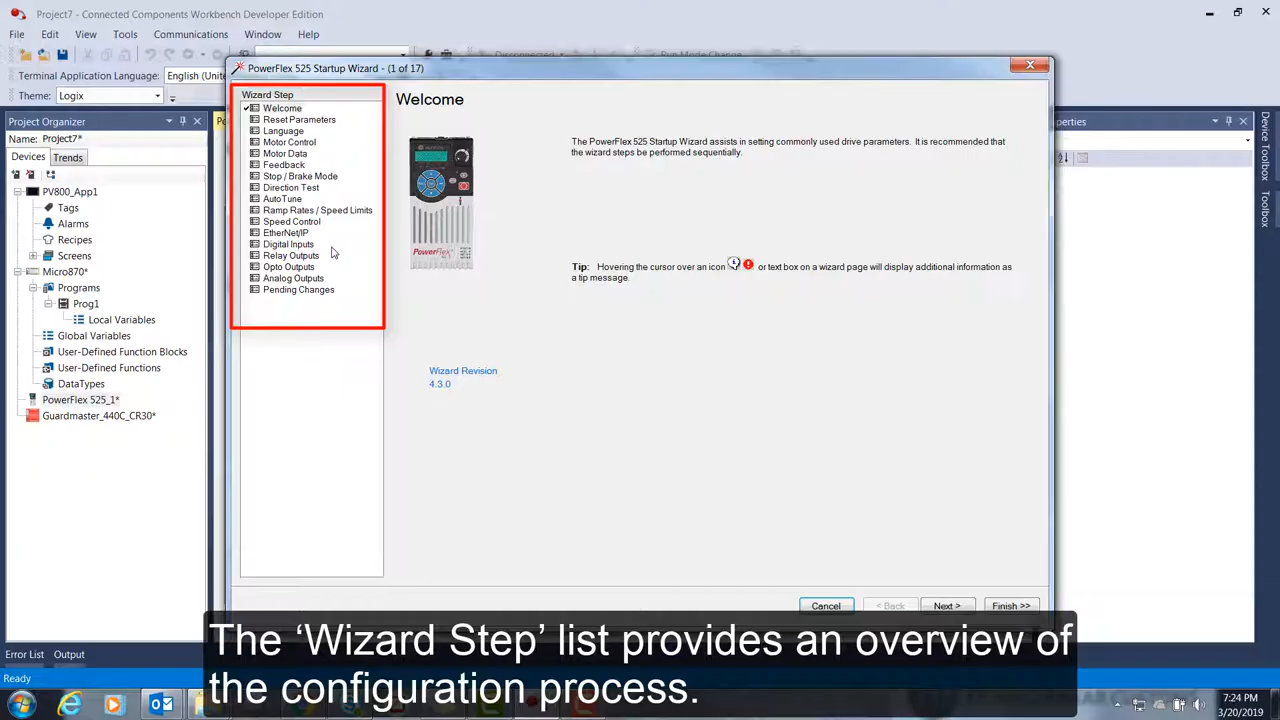 Project7 - Connected Components Workbench Developer Edition
File Edit View Tools Communications Window Help
Terminal Application Language: English (Unite
Theme: Logix
Project Organizer
Name: Project7*
Devices Trends
PV800_App1
Tags
Alarms
Recipes
Screens
Micro870*
Programs
Prog1
Local Variables
Global Variables
User-Defined Function Blocks
User-Defined Functions
DataTypes
PowerFlex 525_1*
Guardmaster_440C_CR30*
PowerFlex 525 Startup Wizard - (1 of 17)
Wizard Step
Welcome
Reset Parameters
Language
Motor Control
Motor Data
Feedback
Stop / Brake Mode
Direction Test
AutoTune
Ramp Rates / Speed Limits
Speed Control
EtherNet/IP
Digital Inputs
Relay Outputs
Opto Outputs
Analog Outputs
Pending Changes
Welcome
The PowerFlex 525 Startup Wizard assists in setting commonly used drive parameters. It is recommended that
the wizard steps be performed sequentially.
Tip: Hovering the cursor over an icon or text box on a wizard page will display additional information as
a tip message.
PowerFlex
Wizard Revision
4.3.0
Cancel < Back Next > Finish >>
perties
Device Toolbox
Toolbox
Error List Output
Ready
The ‘Wizard Step’ list provides an overview of
the configuration process.
7:24 PM
3/20/2019